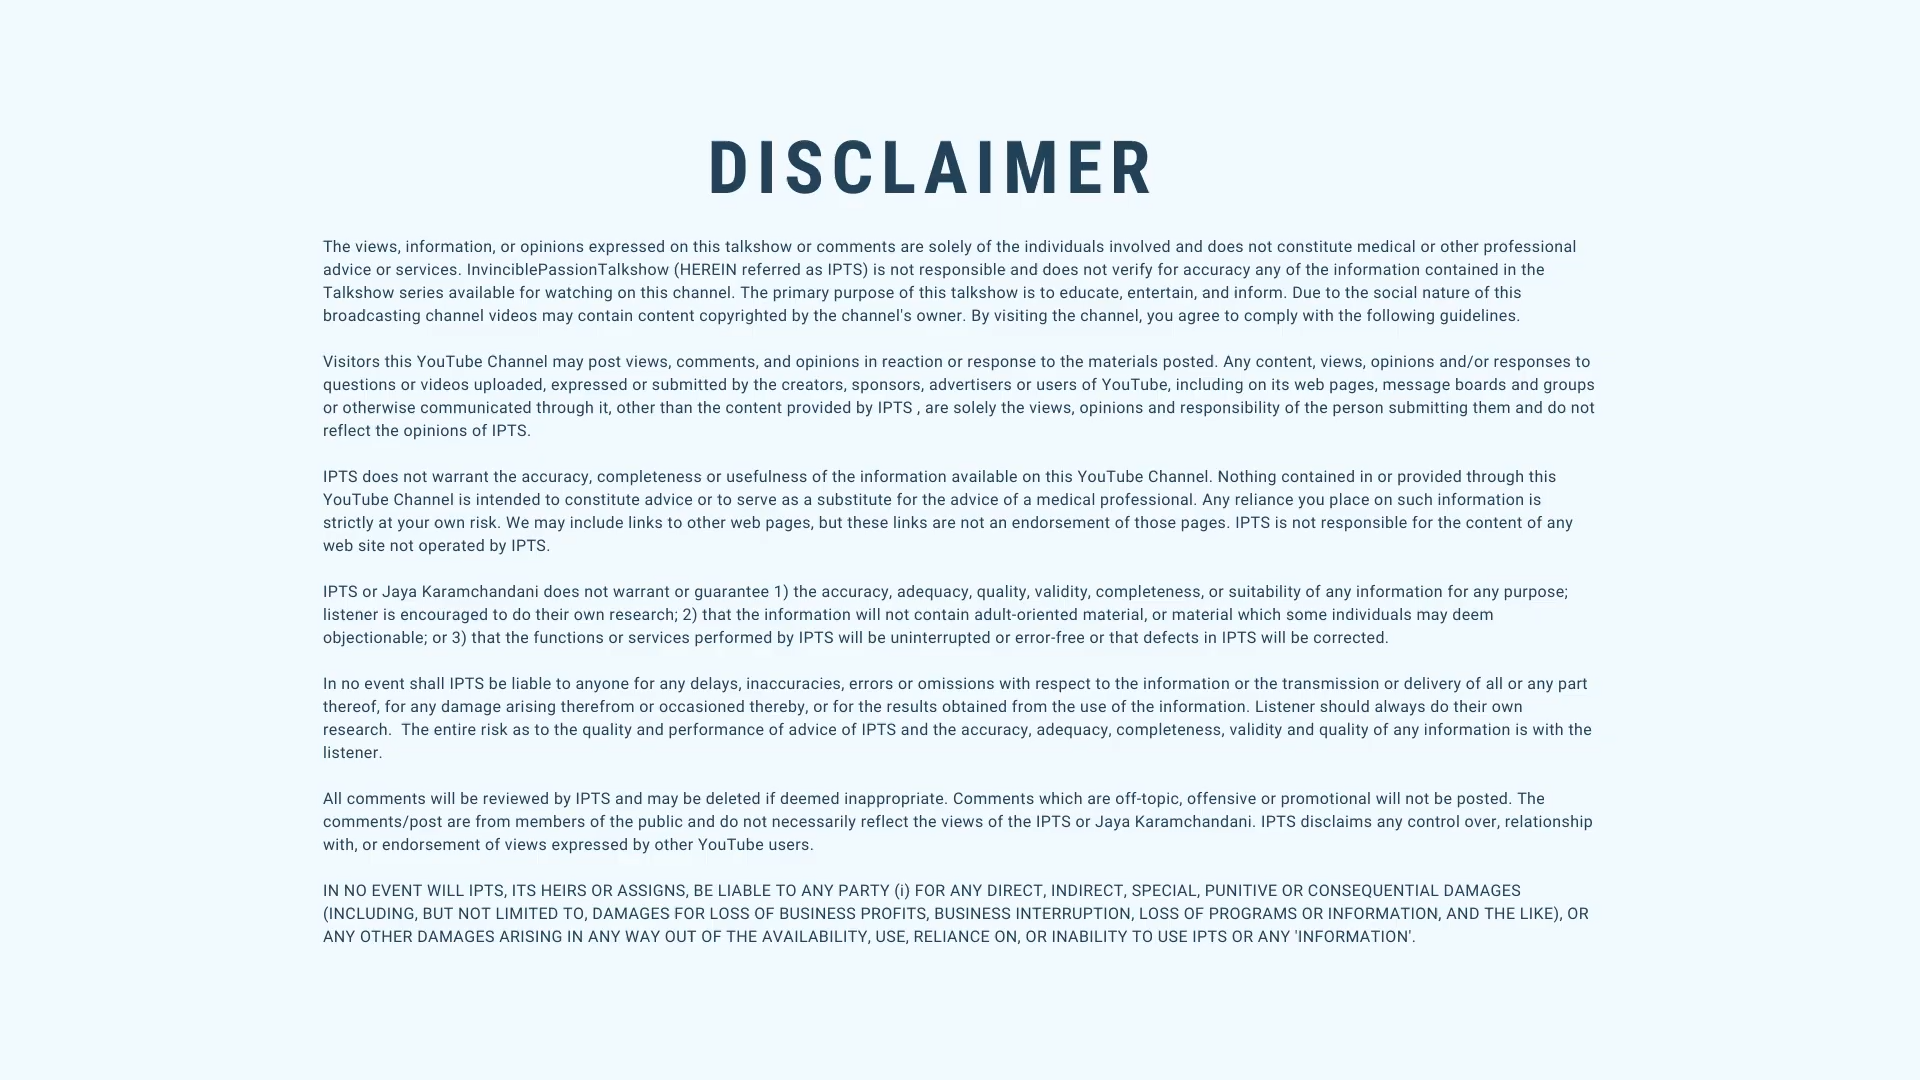 DISCLAIMER
The views, information, or opinions expressed on this talkshow or comments are solely of the individuals involved and does not constitute medical or other professional
advice or services. InvinciblePassionTalkshow (HEREIN referred as IPTS) is not responsible and does not verify for accuracy any of the information contained in the
Talkshow series available for watching on this channel. The primary purpose of this talkshow is to educate, entertain, and inform. Due to the social nature of this
broadcasting channel videos may contain content copyrighted by the channel's owner. By visiting the channel, you agree to comply with the following guidelines.
Visitors this YouTube Channel may post views, comments, and opinions in reaction or response to the materials posted. Any content, views, opinions and/or responses to
questions or videos uploaded, expressed or submitted by the creators, sponsors, advertisers or users of YouTube, including on its web pages, message boards and groups
or otherwise communicated through it, other than the content provided by IPTS , are solely the views, opinions and responsibility of the person submitting them and do not
reflect the opinions of IPTS.
IPTS does not warrant the accuracy, completeness or usefulness of the information available on this YouTube Channel. Nothing contained in or provided through this
YouTube Channel is intended to constitute advice or to serve as a substitute for the advice of a medical professional. Any reliance you place on such information is
strictly at your own risk. We may include links to other web pages, but these links are not an endorsement of those pages. IPTS is not responsible for the content of any
web site not operated by IPTS.
IPTS or Jaya Karamchandani does not warrant or guarantee 1) the accuracy, adequacy, quality, validity, completeness, or suitability of any information for any purpose;
listener is encouraged to do their own research; 2) that the information will not contain adult-oriented material, or material which some individuals may deem
objectionable; or 3) that the functions or services performed by IPTS will be uninterrupted or error-free or that defects in IPTS will be corrected.
In no event shall IPTS be liable to anyone for any delays, inaccuracies, errors or omissions with respect to the information or the transmission or delivery of all or any part
thereof, for any damage arising therefrom or occasioned thereby, or for the results obtained from the use of the information. Listener should always do their own
research.  The entire risk as to the quality and performance of advice of IPTS and the accuracy, adequacy, completeness, validity and quality of any information is with the
listener.
All comments will be reviewed by IPTS and may be deleted if deemed inappropriate. Comments which are off-topic, offensive or promotional will not be posted. The
comments/post are from members of the public and do not necessarily reflect the views of the IPTS or Jaya Karamchandani. IPTS disclaims any control over, relationship
with, or endorsement of views expressed by other YouTube users.
IN NO EVENT WILL IPTS, ITS HEIRS OR ASSIGNS, BE LIABLE TO ANY PARTY (i) FOR ANY DIRECT, INDIRECT, SPECIAL, PUNITIVE OR CONSEQUENTIAL DAMAGES
(INCLUDING, BUT NOT LIMITED TO, DAMAGES FOR LOSS OF BUSINESS PROFITS, BUSINESS INTERRUPTION, LOSS OF PROGRAMS OR INFORMATION, AND THE LIKE), OR
ANY OTHER DAMAGES ARISING IN ANY WAY OUT OF THE AVAILABILITY, USE, RELIANCE ON, OR INABILITY TO USE IPTS OR ANY 'INFORMATION'.